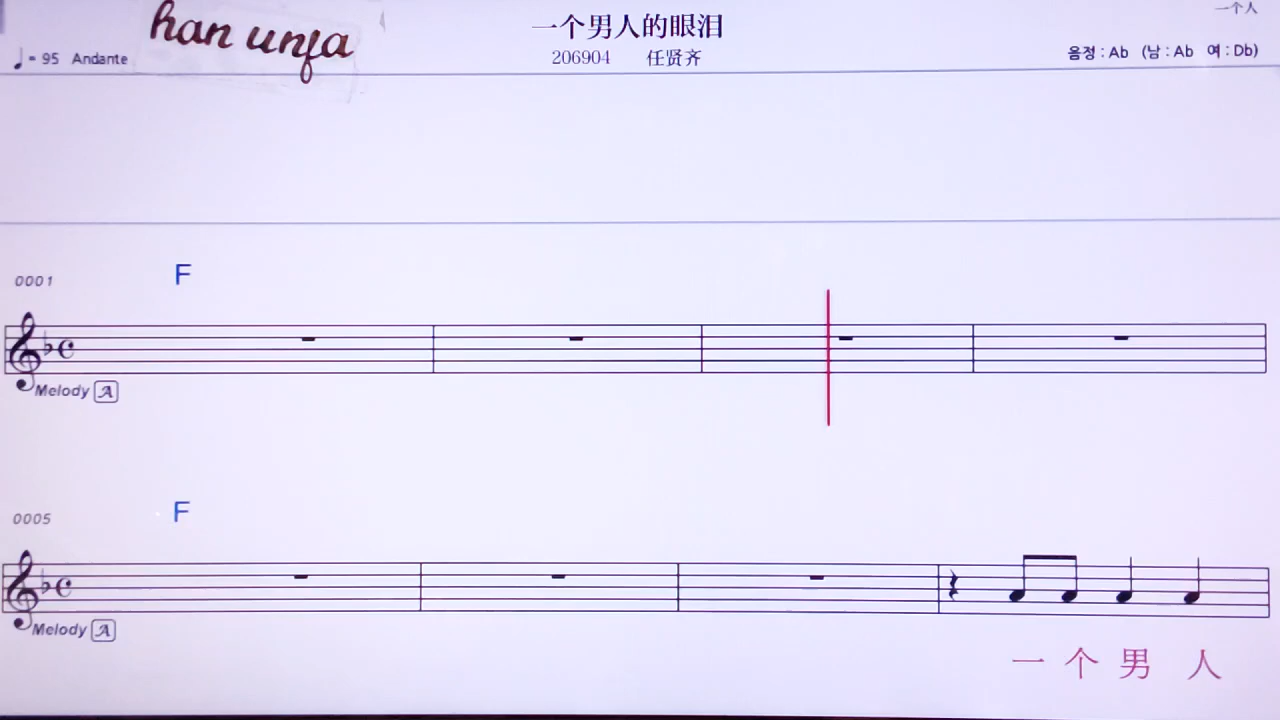 一个人
han unfa
一个男人的眼泪
♩= 95 Andante
206904 任贤齐
음정 : Ab (남 : Ab 여 : Db)
0001
F
Melody A
0005
F
Melody A
一 个 男 人